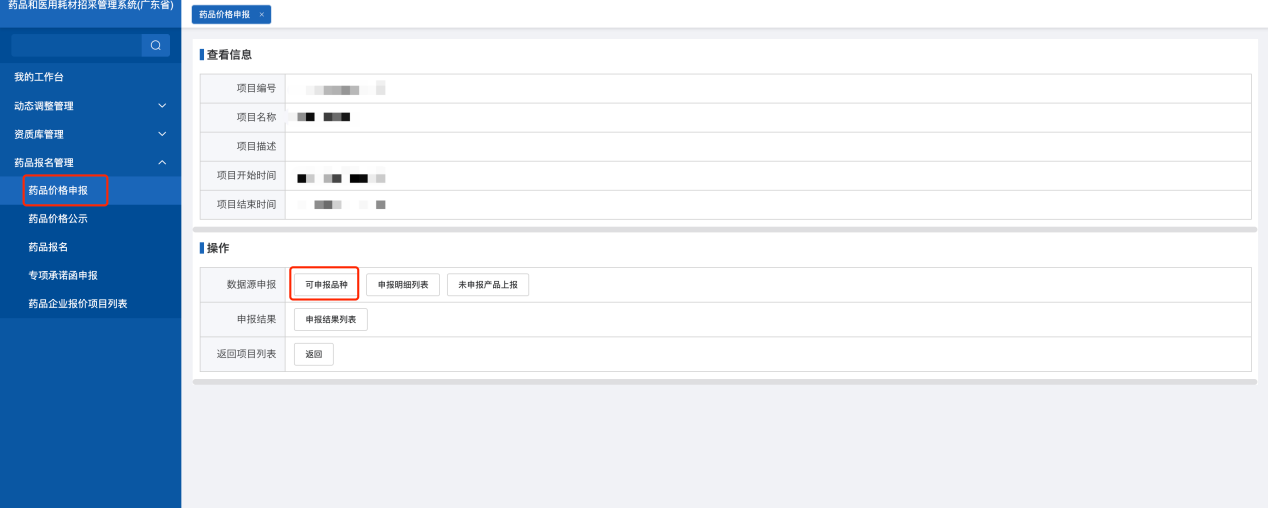 药品和医用耗材招采管理系统(广东省)
药品价格申报 ×
我的工作台
动态调整管理
资质库管理
药品报名管理
药品价格申报
药品价格公示
药品报名
专项承诺函申报
药品企业报价项目列表
查看信息
项目编号
项目名称
项目描述
项目开始时间
项目结束时间
操作
数据源申报 可申报品种 申报明细列表 未申报产品上报
申报结果 申报结果列表
返回项目列表 返回